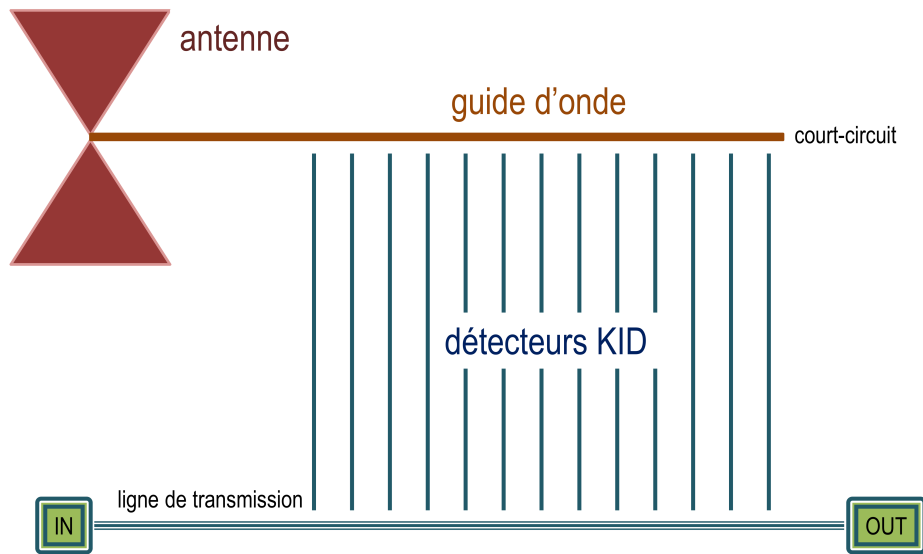 antenne
guide d'onde
court-circuit
détecteurs KID
ligne de transmission
IN
OUT